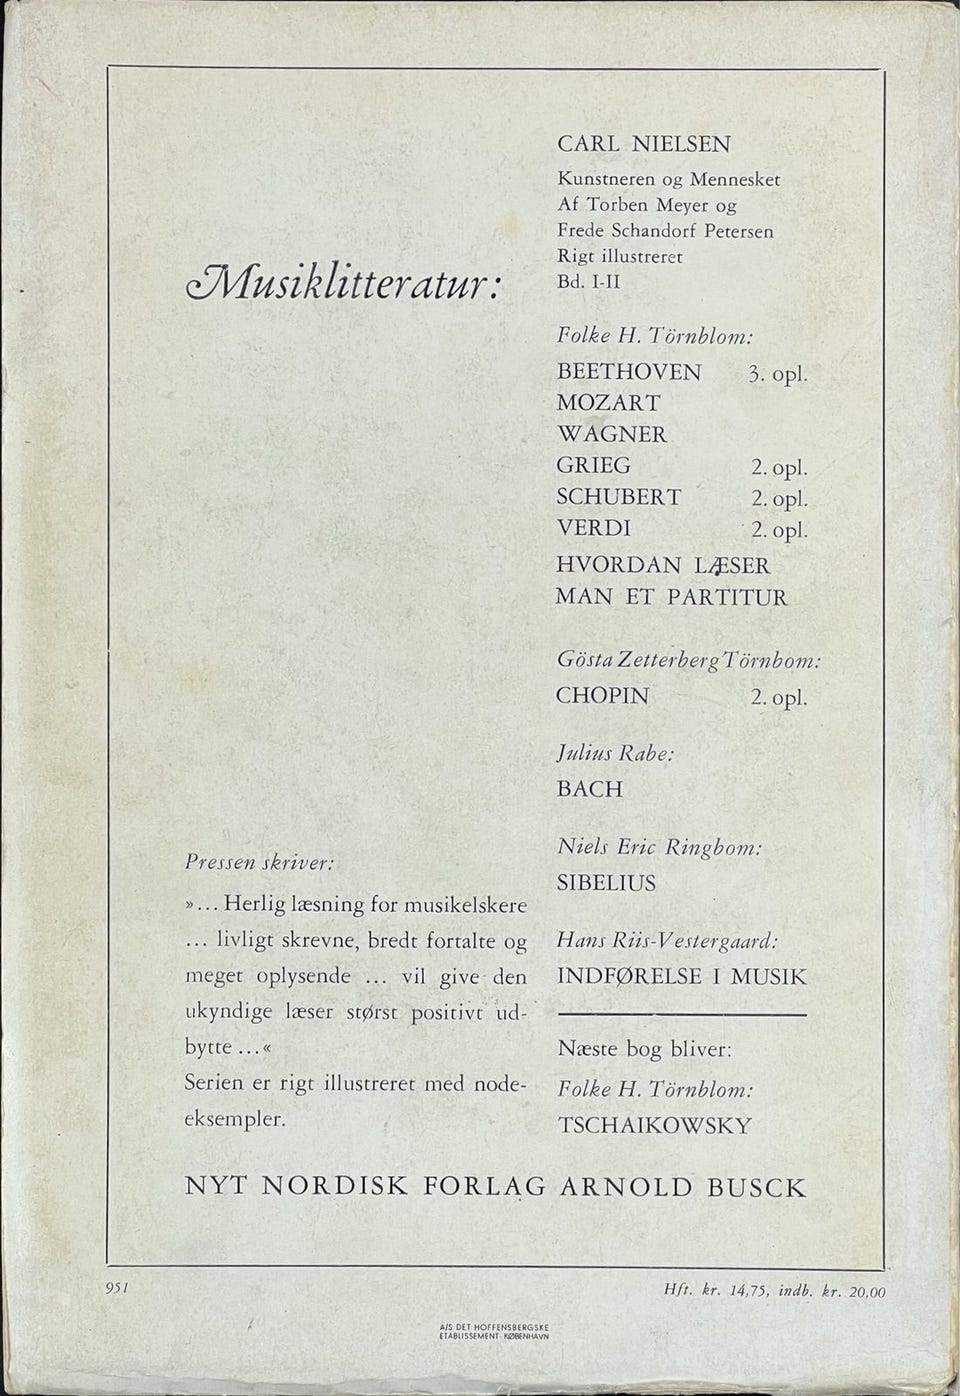 Musiklitteratur:
CARL NIELSEN
Kunstneren og Mennesket
Af Torben Meyer og
Frede Schandorf Petersen
Rigt illustreret
Bd. I-II
Folke H. Törnblom:
BEETHOVEN 3. opl.
MOZART
WAGNER
GRIEG 2. opl.
SCHUBERT 2. opl.
VERDI 2. opl.
HVORDAN LÆSER
MAN ET PARTITUR
Gösta Zetterberg Törnbom:
CHOPIN 2. opl.
Julius Rabe:
BACH
Niels Eric Ringbom:
SIBELIUS
Hans Riis-Vestergaard:
INDFØRELSE I MUSIK
Næste bog bliver:
Folke H. Törnblom:
TSCHAIKOWSKY
Pressen skriver:
»... Herlig læsning for musikelskere
... livligt skrevne, bredt fortalte og
meget oplysende ... vil give den
ukyndige læser størst positivt ud-
bytte ...«
Serien er rigt illustreret med node-
eksempler.
NYT NORDISK FORLAG ARNOLD BUSCK
951
Hft. kr. 14,75, indb. kr. 20,00
A/S DET HOFFENSBERGSKE
ETABLISSEMENT · KØBENHAVN